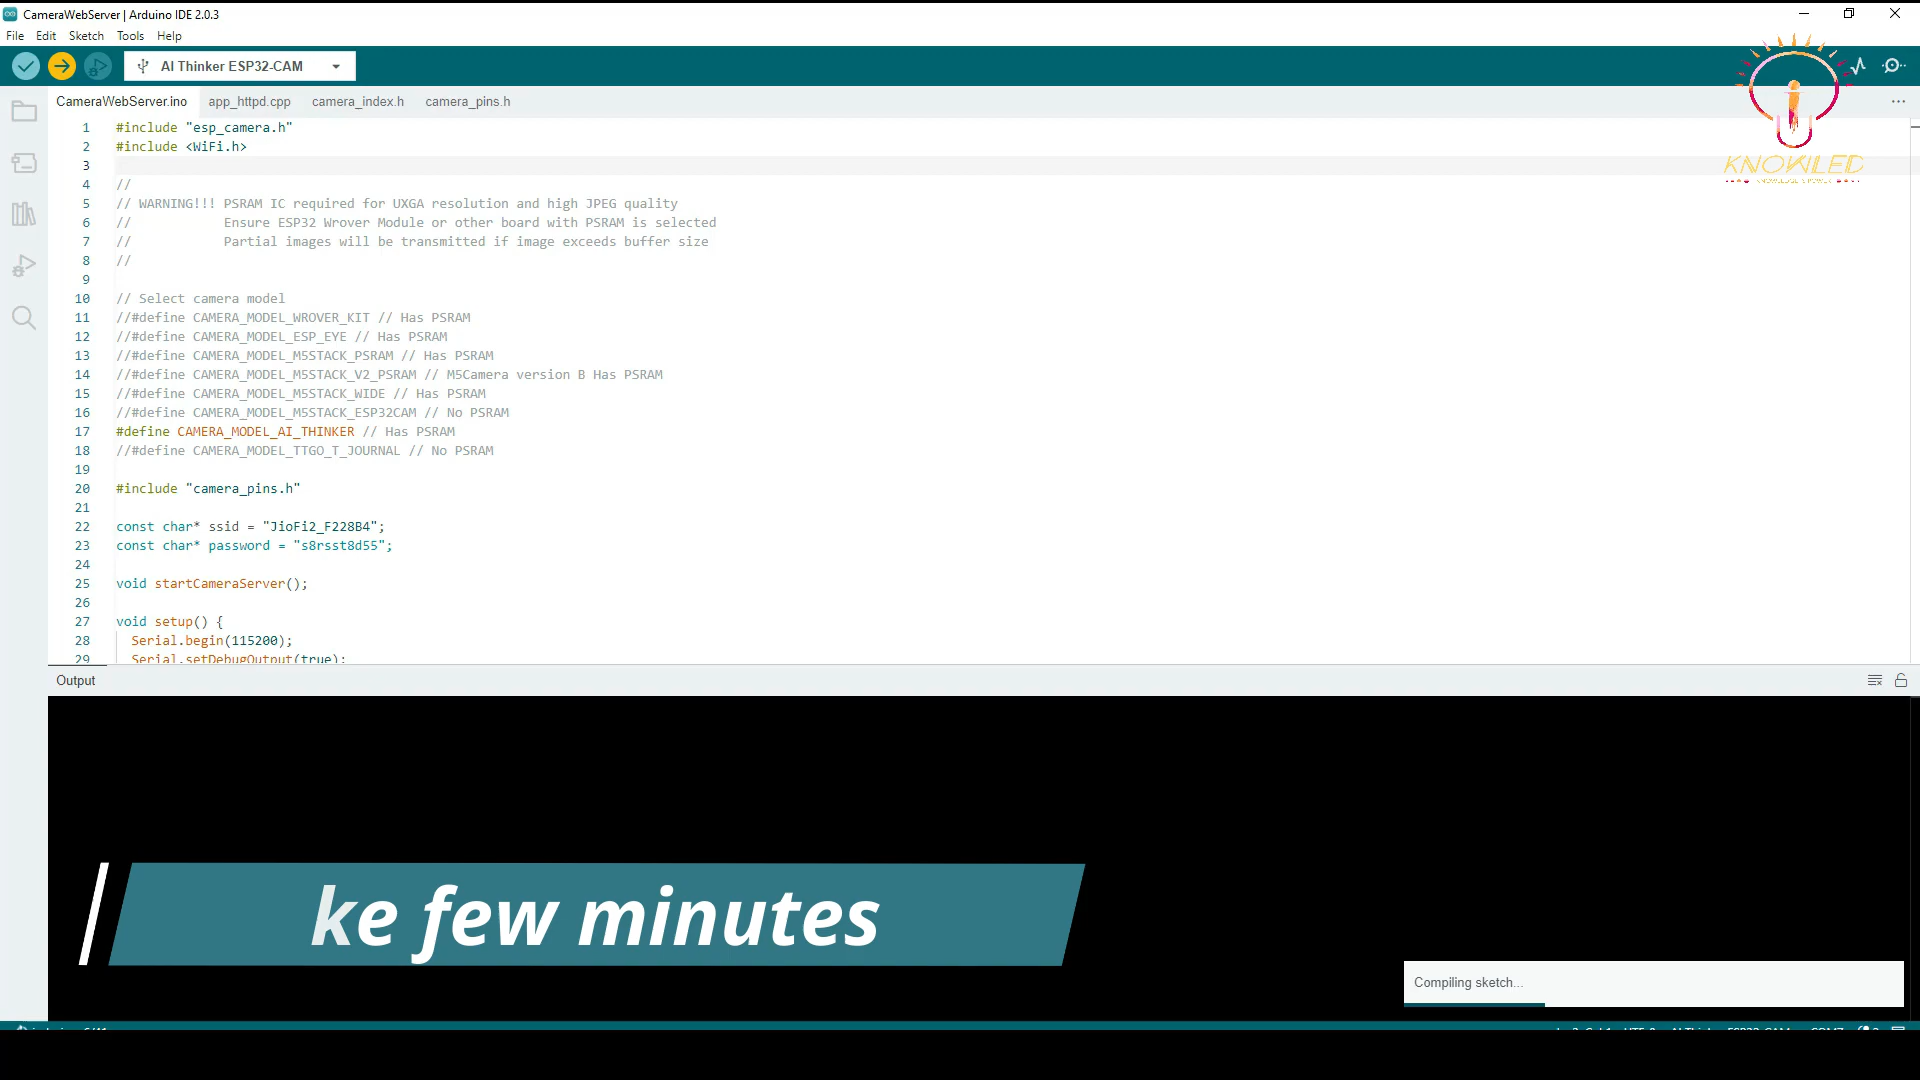 CameraWebServer | Arduino IDE 2.0.3
File Edit Sketch Tools Help
AI Thinker ESP32-CAM
CameraWebServer.ino app_httpd.cpp camera_index.h camera_pins.h
1 #include "esp_camera.h"
2 #include <WiFi.h>
3
4 //
5 // WARNING!!! PSRAM IC required for UXGA resolution and high JPEG quality
6 // Ensure ESP32 Wrover Module or other board with PSRAM is selected
7 // Partial images will be transmitted if image exceeds buffer size
8 //
9
10 // Select camera model
11 //#define CAMERA_MODEL_WROVER_KIT // Has PSRAM
12 //#define CAMERA_MODEL_ESP_EYE // Has PSRAM
13 //#define CAMERA_MODEL_M5STACK_PSRAM // Has PSRAM
14 //#define CAMERA_MODEL_M5STACK_V2_PSRAM // M5Camera version B Has PSRAM
15 //#define CAMERA_MODEL_M5STACK_WIDE // Has PSRAM
16 //#define CAMERA_MODEL_M5STACK_ESP32CAM // No PSRAM
17 #define CAMERA_MODEL_AI_THINKER // Has PSRAM
18 //#define CAMERA_MODEL_TTGO_T_JOURNAL // No PSRAM
19
20 #include "camera_pins.h"
21
22 const char* ssid = "JioFi2_F228B4";
23 const char* password = "s8rsst8d55";
24
25 void startCameraServer();
26
27 void setup() {
28 Serial.begin(115200);
29 Serial.setDebugOutput(true);
KNOWLED
Output
ke few minutes
Compiling sketch...